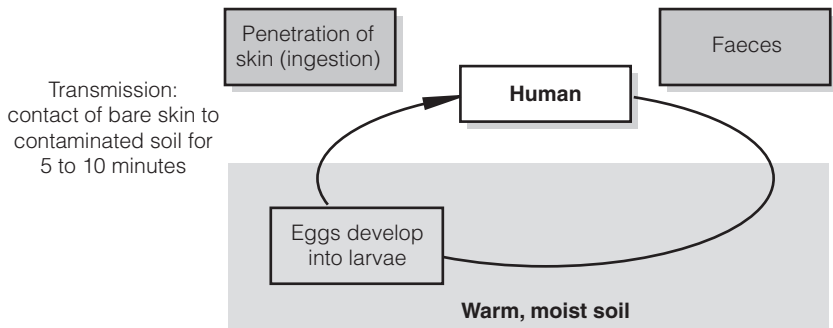 Penetration of
skin (ingestion)
Faeces
Transmission:
contact of bare skin to
contaminated soil for
5 to 10 minutes
Human
Eggs develop
into larvae
Warm, moist soil